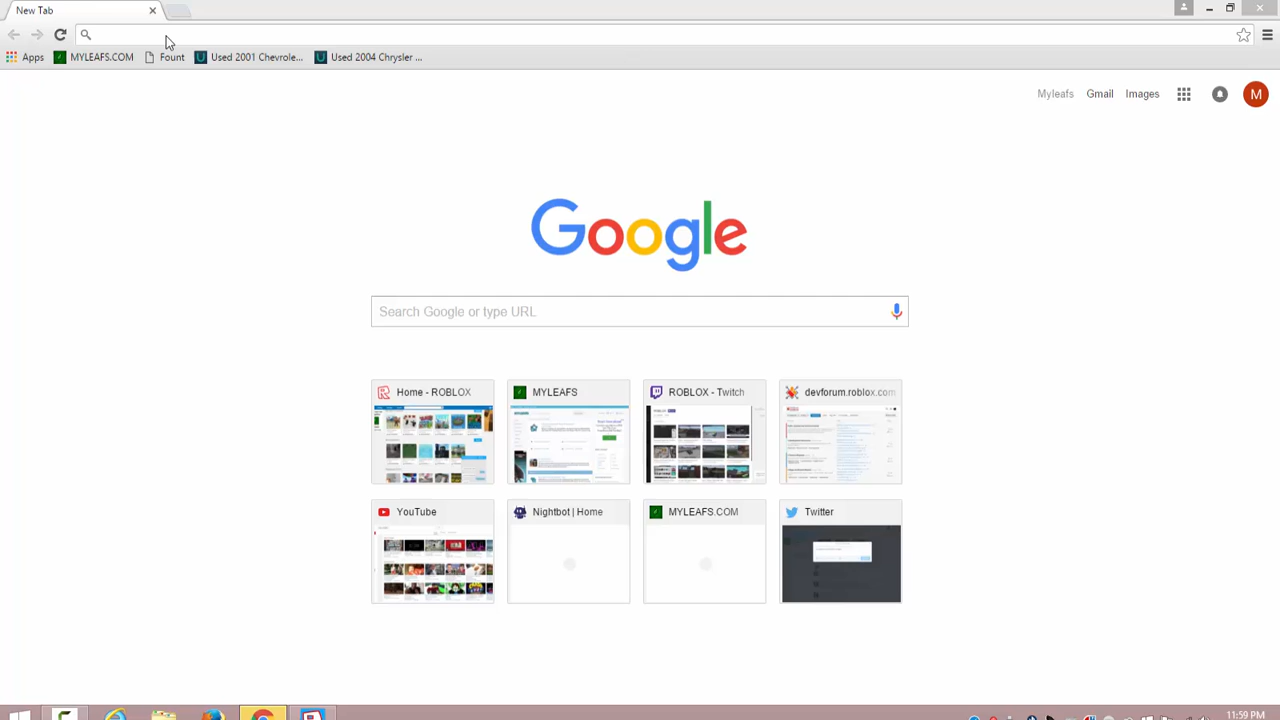 New Tab
Apps MYLEAFS.COM Fount Used 2001 Chevrole... Used 2004 Chrysler ...
Myleafs Gmail Images M
Google
Search Google or type URL
Home - ROBLOX MYLEAFS ROBLOX - Twitch devforum.roblox.com
YouTube Nightbot | Home MYLEAFS.COM Twitter
11:59 PM